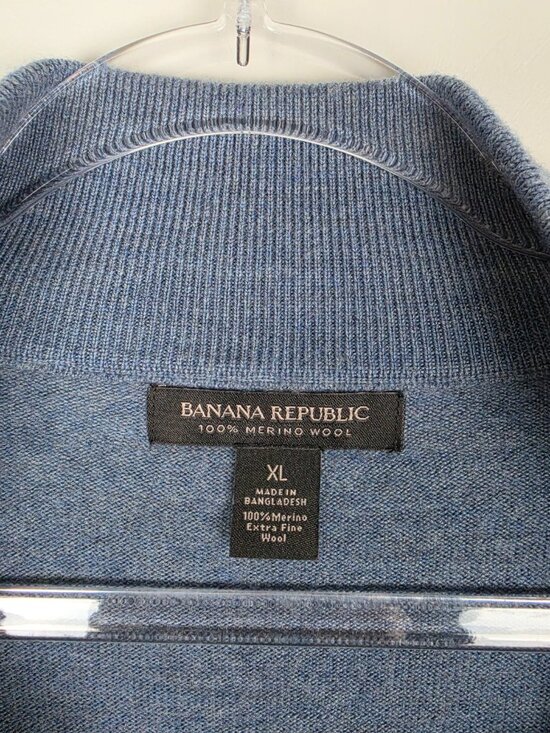 BANANA REPUBLIC
100% MERINO WOOL
XL
MADE IN
BANGLADESH
100% Merino
Extra Fine
Wool